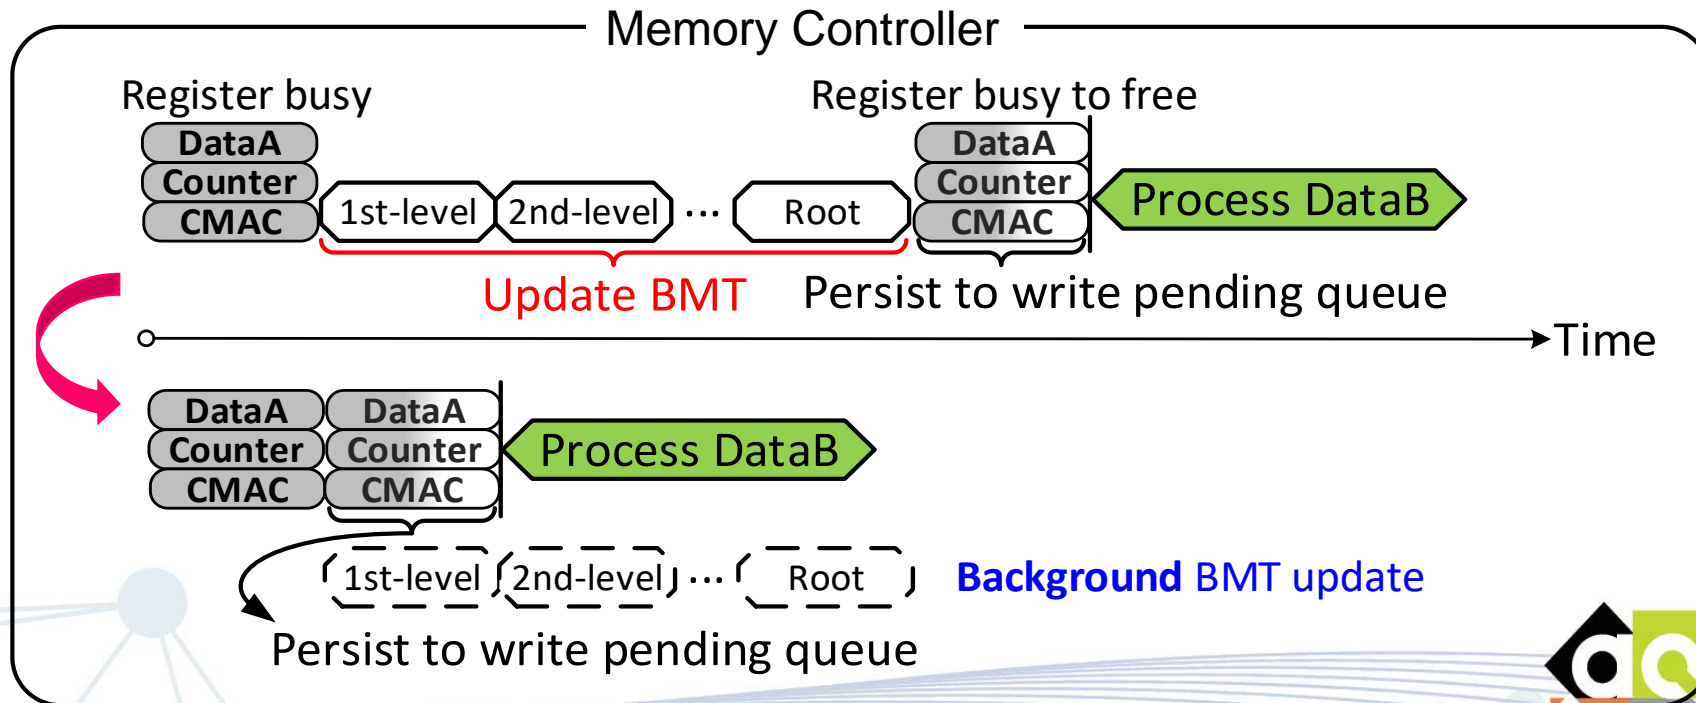 Memory Controller
Register busy
Register busy to free
DataA
Counter
CMAC
1st-level
2nd-level
...
Root
DataA
Counter
CMAC
Process DataB
Update BMT
Persist to write pending queue
Time
DataA
Counter
CMAC
DataA
Counter
CMAC
Process DataB
1st-level
2nd-level
...
Root
Background BMT update
Persist to write pending queue